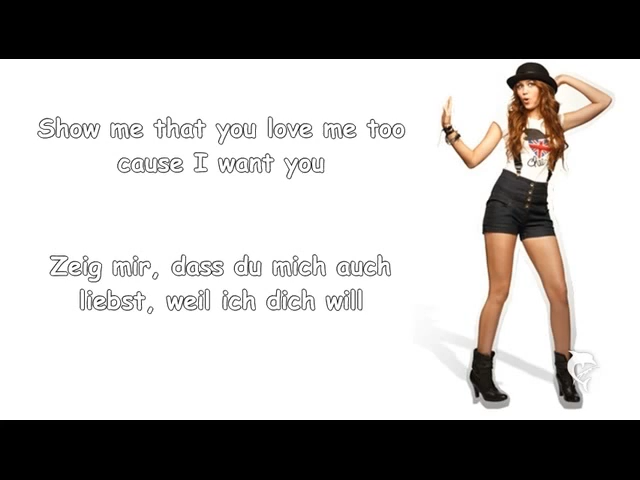 Show me that you love me too
cause I want you
Zeig mir, dass du mich auch
liebst, weil ich dich will